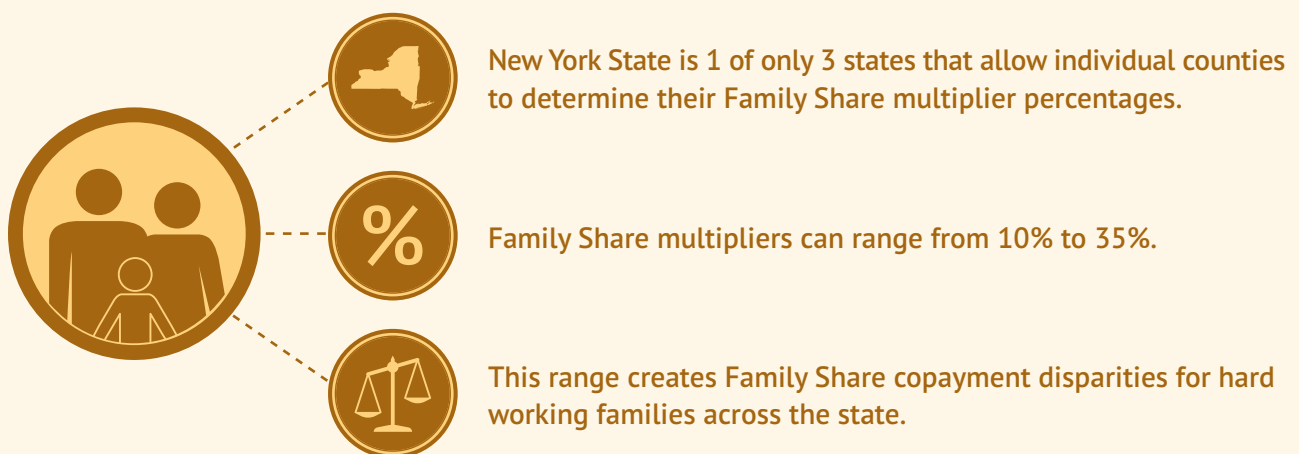 New York State is 1 of only 3 states that allow individual counties
to determine their Family Share multiplier percentages.
%
Family Share multipliers can range from 10% to 35%.
This range creates Family Share copayment disparities for hard
working families across the state.